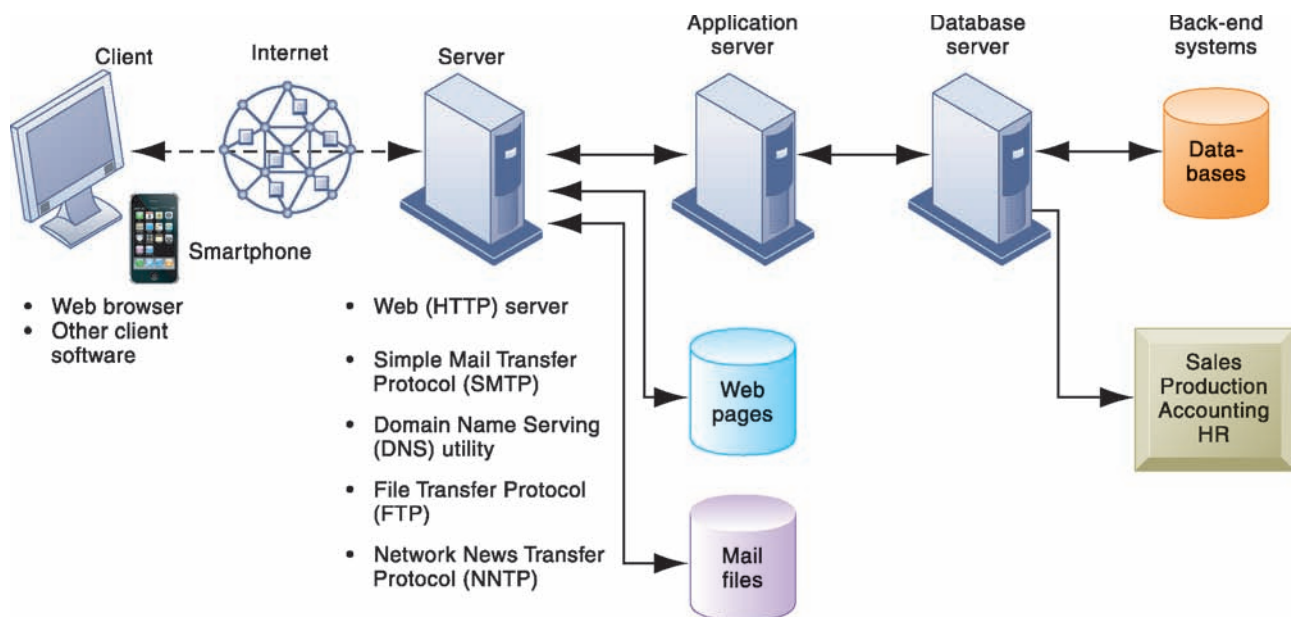 Client
Internet
Server
Application
server
Database
server
Back-end
systems
Data-
bases
Smartphone
• Web browser
• Other client
software
• Web (HTTP) server
• Simple Mail Transfer
Protocol (SMTP)
• Domain Name Serving
(DNS) utility
• File Transfer Protocol
(FTP)
• Network News Transfer
Protocol (NNTP)
Web
pages
Mail
files
Sales
Production
Accounting
HR